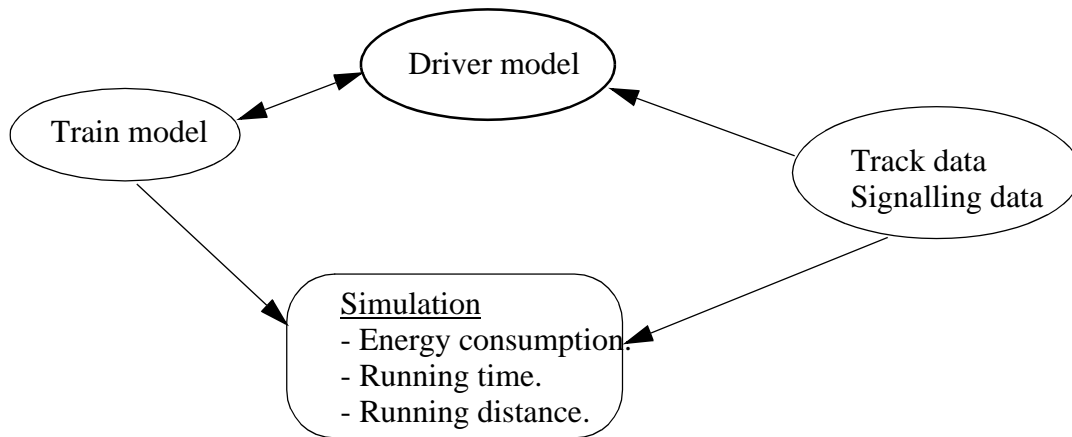 Driver model
Train model
Track data
Signalling data
Simulation
- Energy consumption.
- Running time.
- Running distance.